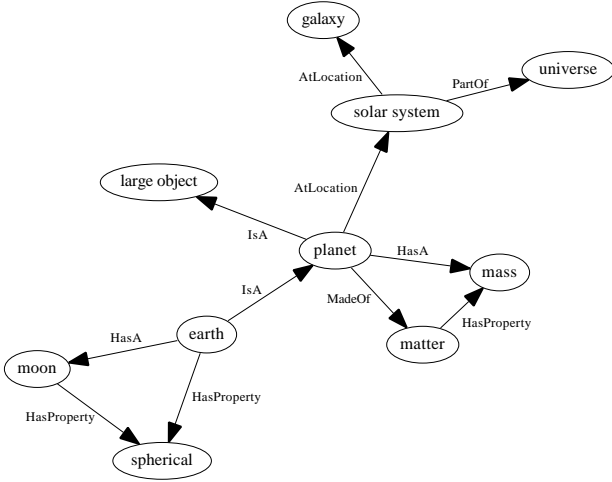 galaxy
universe
AtLocation
PartOf
solar system
large object
AtLocation
IsA
planet
HasA
mass
IsA
MadeOf
HasProperty
earth
matter
HasA
moon
HasProperty
HasProperty
spherical